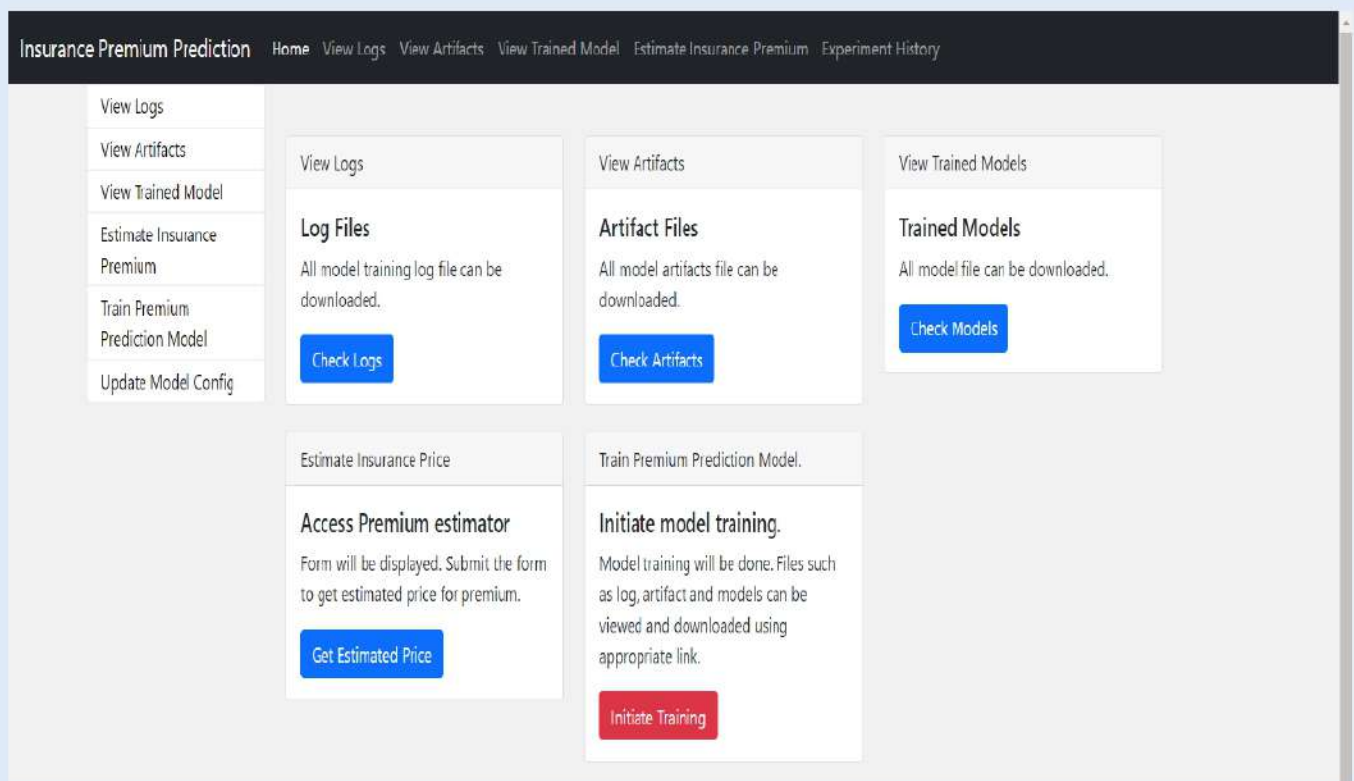 Insurance Premium Prediction Home View Logs View Artifacts View Trained Model Estimate Insurance Premium Experiment History
View Logs
View Artifacts
View Trained Model
Estimate Insurance
Premium
Train Premium
Prediction Model
Update Model Config
View Logs
Log Files
All model training log file can be
downloaded.
Check Logs
View Artifacts
Artifact Files
All model artifacts file can be
downloaded.
Check Artifacts
View Trained Models
Trained Models
All model file can be downloaded.
Check Models
Estimate Insurance Price
Access Premium estimator
Form will be displayed. Submit the form
to get estimated price for premium.
Get Estimated Price
Train Premium Prediction Model.
Initiate model training.
Model training will be done. Files such
as log, artifact and models can be
viewed and downloaded using
appropriate link.
Initiate Training